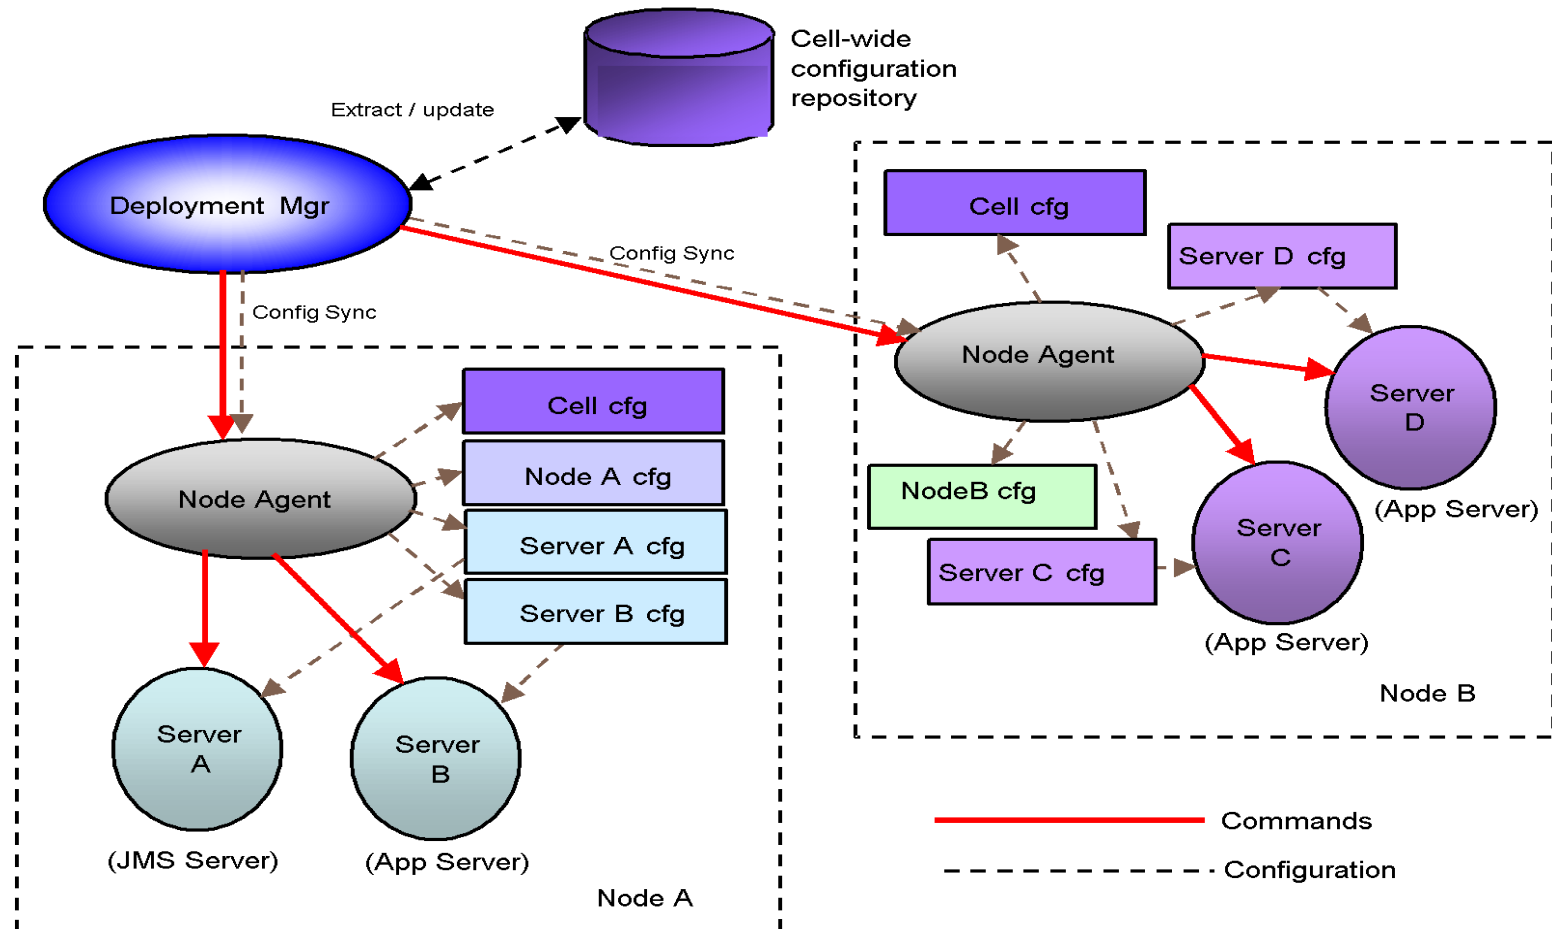 Cell-wide
configuration
repository
Extract / update
Deployment Mgr
Config Sync
Config Sync
Cell cfg
Server D cfg
Node Agent
Server
D
(App Server)
NodeB cfg
Server C cfg
Server
C
(App Server)
Node B
Cell cfg
Node A cfg
Server A cfg
Server B cfg
Node Agent
Server
A
(JMS Server)
Server
B
(App Server)
Node A
Commands
Configuration